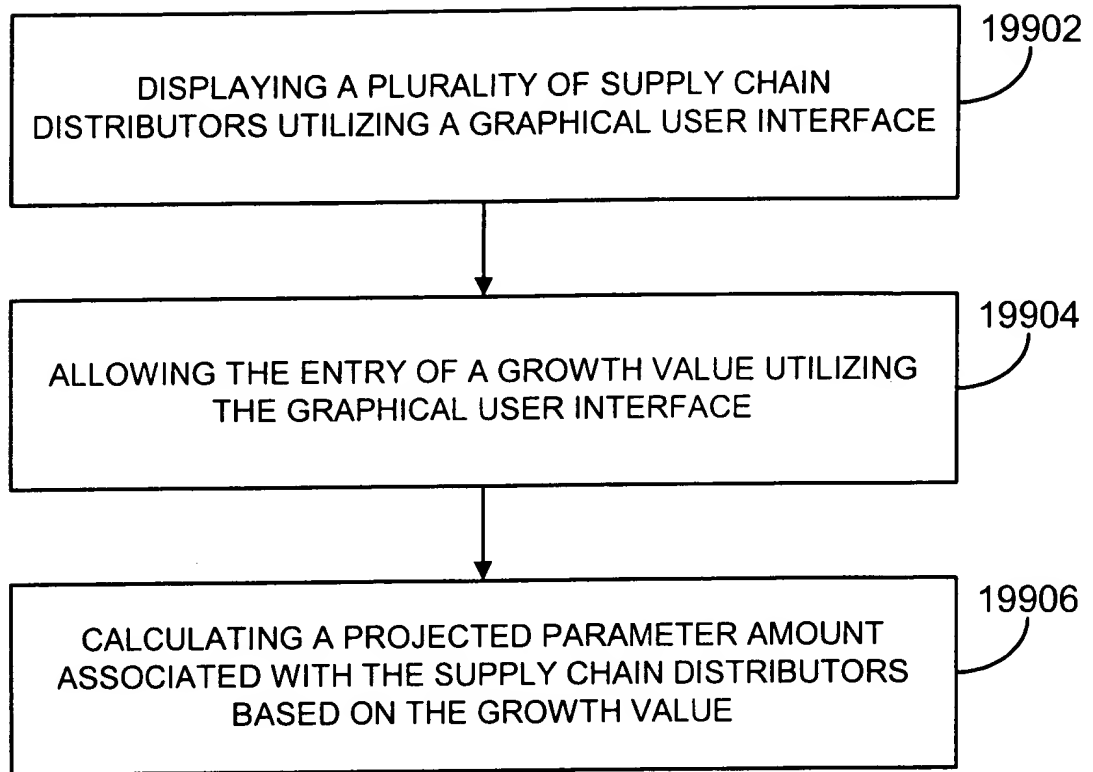 19902
DISPLAYING A PLURALITY OF SUPPLY CHAIN
DISTRIBUTORS UTILIZING A GRAPHICAL USER INTERFACE
19904
ALLOWING THE ENTRY OF A GROWTH VALUE UTILIZING
THE GRAPHICAL USER INTERFACE
19906
CALCULATING A PROJECTED PARAMETER AMOUNT
ASSOCIATED WITH THE SUPPLY CHAIN DISTRIBUTORS
BASED ON THE GROWTH VALUE